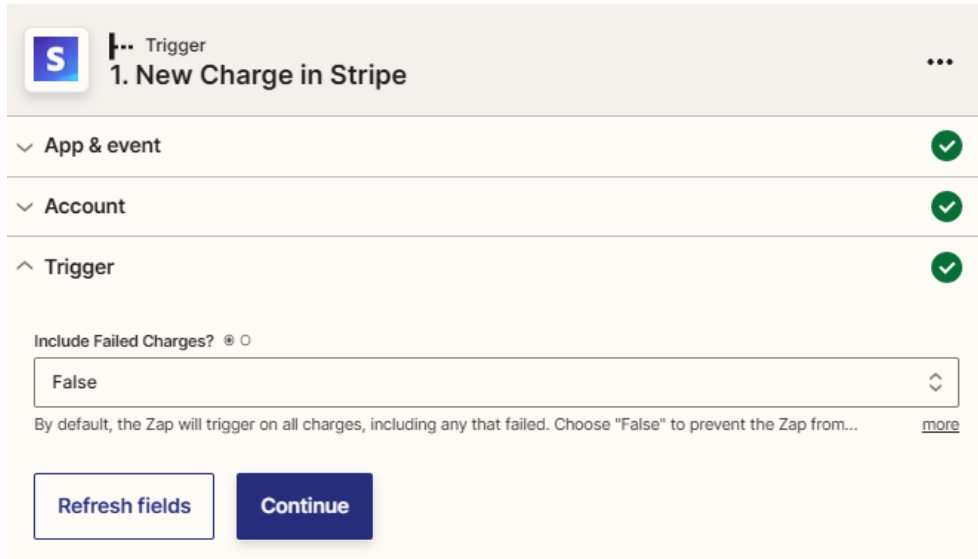 S
Trigger
1. New Charge in Stripe
App & event
Account
Trigger
Include Failed Charges?
False
By default, the Zap will trigger on all charges, including any that failed. Choose "False" to prevent the Zap from...
more
Refresh fields
Continue